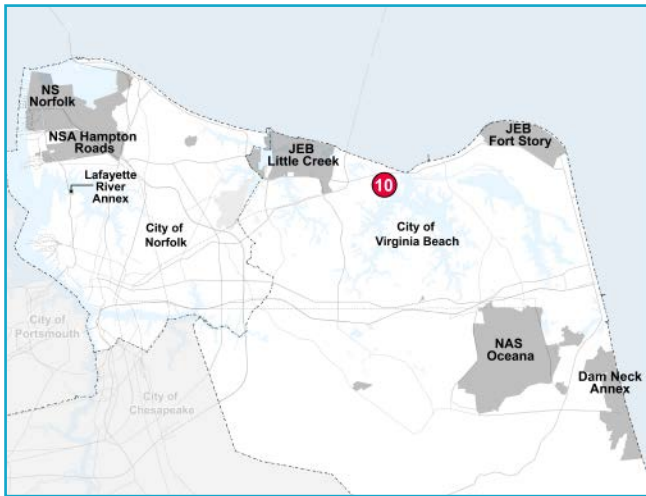 NS
Norfolk
NSA Hampton
Roads
Lafayette
River
Annex
City of
Norfolk
JEB
Little Creek
10
JEB
Fort Story
City of
Virginia Beach
City of
Portsmouth
City of
Chesapeake
NAS
Oceana
Dam Neck
Annex